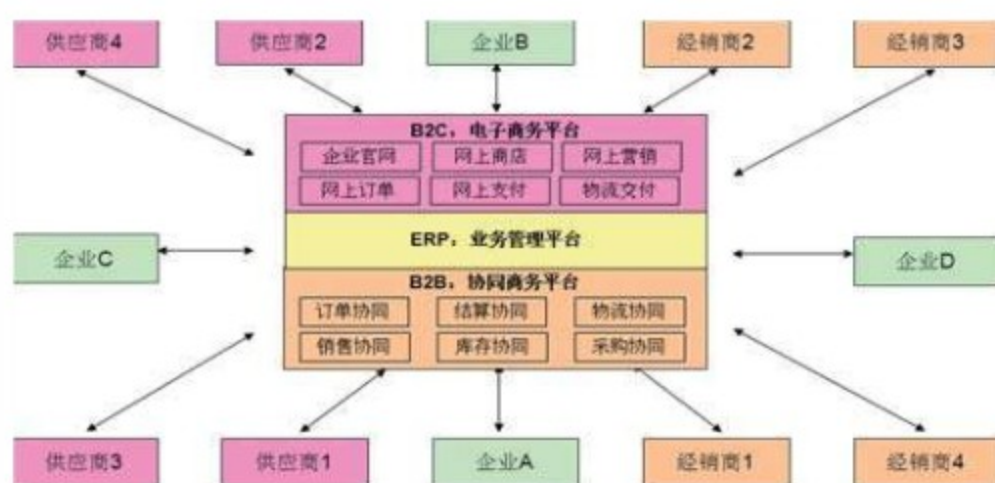 供应商4
供应商2
企业B
经销商2
经销商3
B2C，电子商务平台
企业官网
网上商店
网上营销
网上订单
网上支付
物流交付
企业C
ERP，业务管理平台
企业D
B2B，协同商务平台
订单协同
结算协同
物流协同
销售协同
库存协同
采购协同
供应商3
供应商1
企业A
经销商1
经销商4